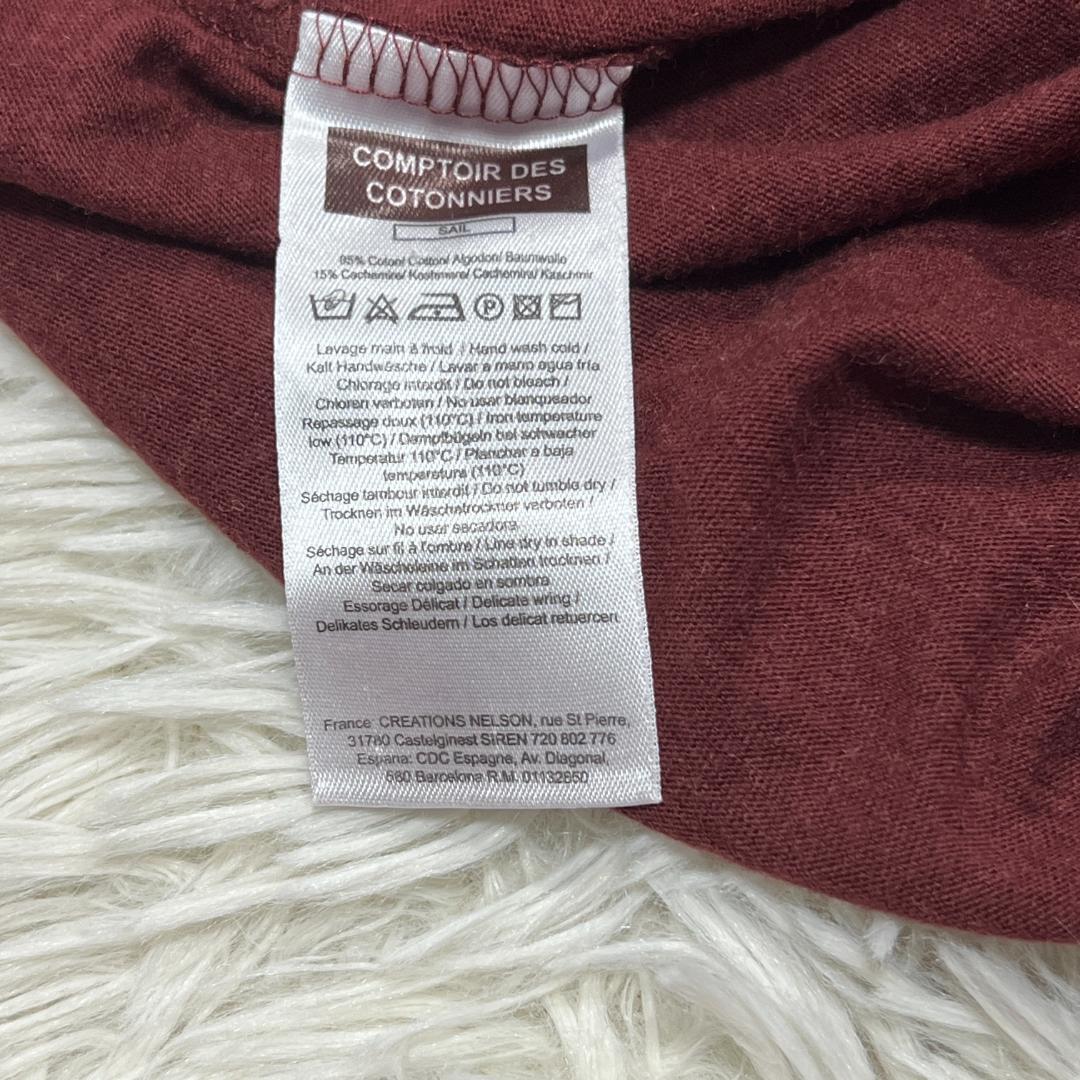 COMPTOIR DES
COTONNIERS
SAIL
85% Coton/ Cotton/ Algodon/ Baumwolle
15% Cachemire/ Kashmere/ Cachemira/ Kaschmir
P
Lavage main à froid / Hand wash cold /
Kalt Handwäsche / Lavar a mano agua fria
Chlorage interdit / Do not bleach /
Chloren verboten / No usar blanqueador
Repassage doux (110°C) / Iron temperature
low (110°C) / Dampfbügeln bei schwacher
Temperatur 110°C / Planchar a baja
temperatura (110°C)
Séchage tambour interdit / Do not tumble dry /
Trocknen im Wäschetrockner verboten /
No usar secadora
Séchage sur fil à l'ombre / Line dry in shade /
An der Wäscheleine im Schatten trocknen /
Secar colgado en sombra
Essorage Délicat / Delicate wring /
Delikates Schleudern / Los delicat retuercen
France: CREATIONS NELSON, rue St Pierre,
31780 Castelginest SIREN 720 802 776
Espana: CDC Espagne, Av. Diagonal,
580 Barcelona R.M. 01132650